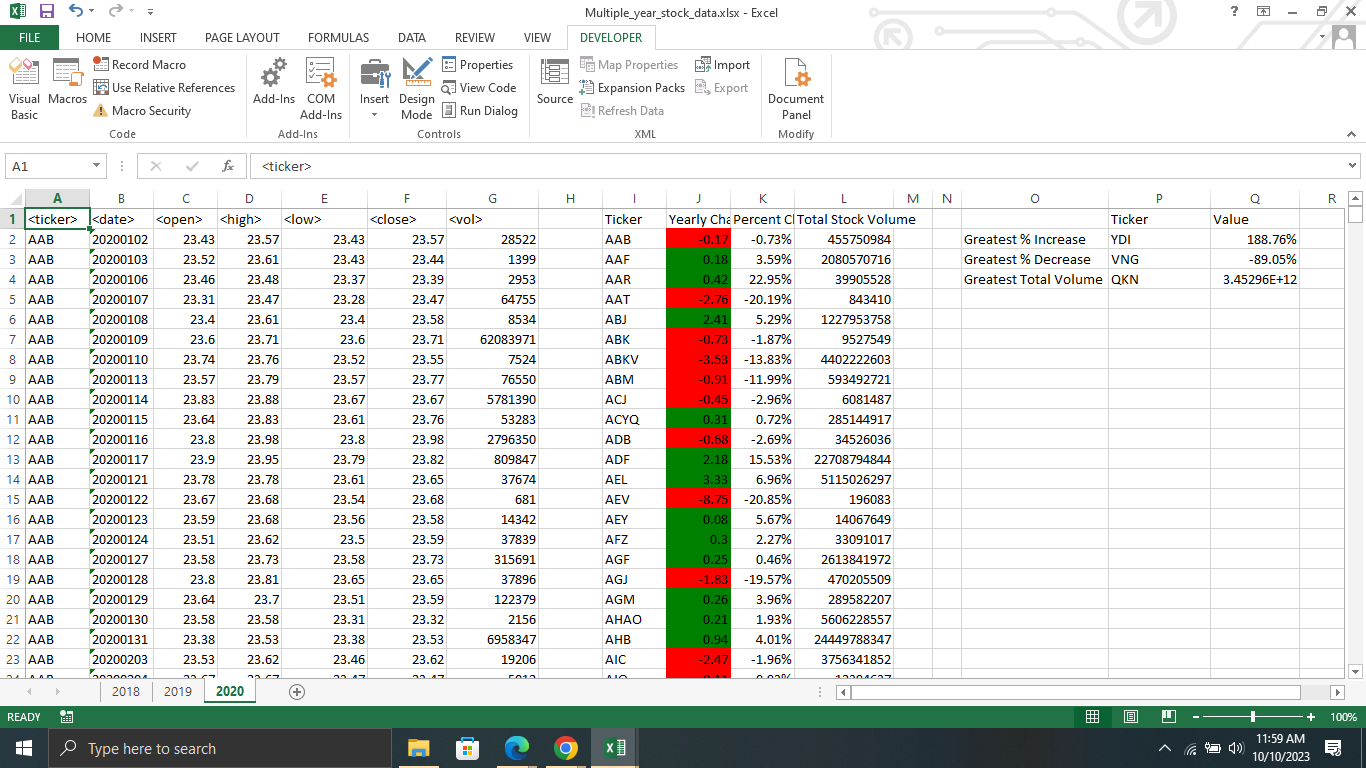 Multiple_year_stock_data.xlsx - Excel
?
FILE HOME INSERT PAGE LAYOUT FORMULAS DATA REVIEW VIEW DEVELOPER
Visual Basic
Macros
Record Macro
Use Relative References
Macro Security
Code
Add-Ins
COM Add-Ins
Add-Ins
Insert
Design Mode
Properties
View Code
Run Dialog
Controls
Source
Map Properties
Expansion Packs
Refresh Data
Import
Export
XML
Document Panel
Modify
A1 fx <ticker>
A B C D E F G H I J K L M N O P Q R
1 <ticker> <date> <open> <high> <low> <close> <vol> Ticker Yearly Cha Percent Cl Total Stock Volume Ticker Value
2 AAB 20200102 23.43 23.57 23.43 23.57 28522 AAB -0.17 -0.73% 455750984 Greatest % Increase YDI 188.76%
3 AAB 20200103 23.52 23.61 23.43 23.44 1399 AAF 0.18 3.59% 2080570716 Greatest % Decrease VNG -89.05%
4 AAB 20200106 23.46 23.48 23.37 23.39 2953 AAR 0.42 22.95% 39905528 Greatest Total Volume QKN 3.45296E+12
5 AAB 20200107 23.31 23.47 23.28 23.47 64755 AAT -2.76 -20.19% 843410
6 AAB 20200108 23.4 23.61 23.4 23.58 8534 ABJ 2.41 5.29% 1227953758
7 AAB 20200109 23.6 23.71 23.6 23.71 62083971 ABK -0.73 -1.87% 9527549
8 AAB 20200110 23.74 23.76 23.52 23.55 7524 ABKV -3.53 -13.83% 4402222603
9 AAB 20200113 23.57 23.79 23.57 23.77 76550 ABM -0.91 -11.99% 593492721
10 AAB 20200114 23.83 23.88 23.67 23.67 5781390 ACJ -0.45 -2.96% 6081487
11 AAB 20200115 23.64 23.83 23.61 23.76 53283 ACYQ 0.31 0.72% 285144917
12 AAB 20200116 23.8 23.98 23.8 23.98 2796350 ADB -0.68 -2.69% 34526036
13 AAB 20200117 23.9 23.95 23.79 23.82 809847 ADF 2.18 15.53% 22708794844
14 AAB 20200121 23.78 23.78 23.61 23.65 37674 AEL 3.33 6.96% 5115026297
15 AAB 20200122 23.67 23.68 23.54 23.68 681 AEV -8.75 -20.85% 196083
16 AAB 20200123 23.59 23.68 23.56 23.58 14342 AEY 0.08 5.67% 14067649
17 AAB 20200124 23.51 23.62 23.5 23.59 37839 AFZ 0.3 2.27% 33091017
18 AAB 20200127 23.58 23.73 23.58 23.73 315691 AGF 0.25 0.46% 2613841972
19 AAB 20200128 23.8 23.81 23.65 23.65 37896 AGJ -1.83 -19.57% 470205509
20 AAB 20200129 23.64 23.7 23.51 23.59 122379 AGM 0.26 3.96% 289582207
21 AAB 20200130 23.58 23.58 23.31 23.32 2156 AHAO 0.21 1.93% 5606228557
22 AAB 20200131 23.38 23.53 23.38 23.53 6958347 AHB 0.94 4.01% 24449788347
23 AAB 20200203 23.53 23.62 23.46 23.62 19206 AIC -2.47 -1.96% 3756341852
2018 2019 2020
READY 100%
Type here to search
11:59 AM
10/10/2023